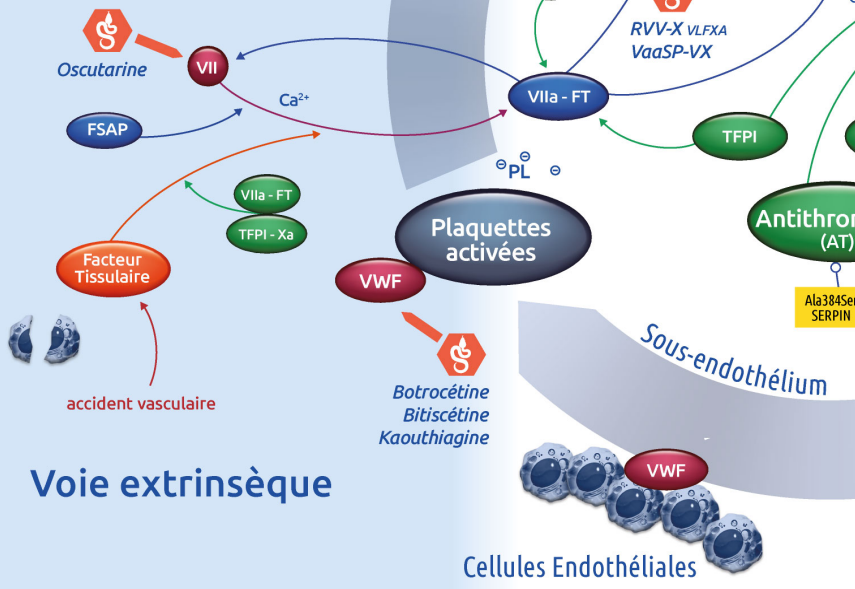 Oscutarine
VII
RVV-X VLFXA
VaaSP-VX
Ca²⁺
VIIa - FT
FSAP
TFPI
⊖PL ⊖ ⊖
VIIa - FT
TFPI - Xa
Plaquettes
activées
Antithro
(AT)
Facteur
Tissulaire
VWF
Ala384Ser
SERPIN
Sous-endothélium
accident vasculaire
Botrocétine
Bitiscétine
Kaouthiagine
Voie extrinsèque
VWF
Cellules Endothéliales